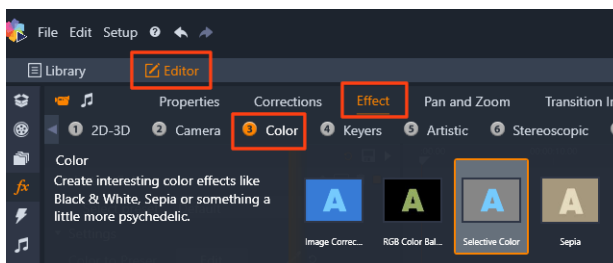 File Edit Setup ?
Library Editor
Properties Corrections Effect Pan and Zoom Transition In
1 2D-3D 2 Camera 3 Color 4 Keyers 5 Artistic 6 Stereoscopic
Color
Create interesting color effects like
Black & White, Sepia or something a
little more psychedelic.
fx
A A A A
Image Correc... RGB Color Bal... Selective Color Sepia